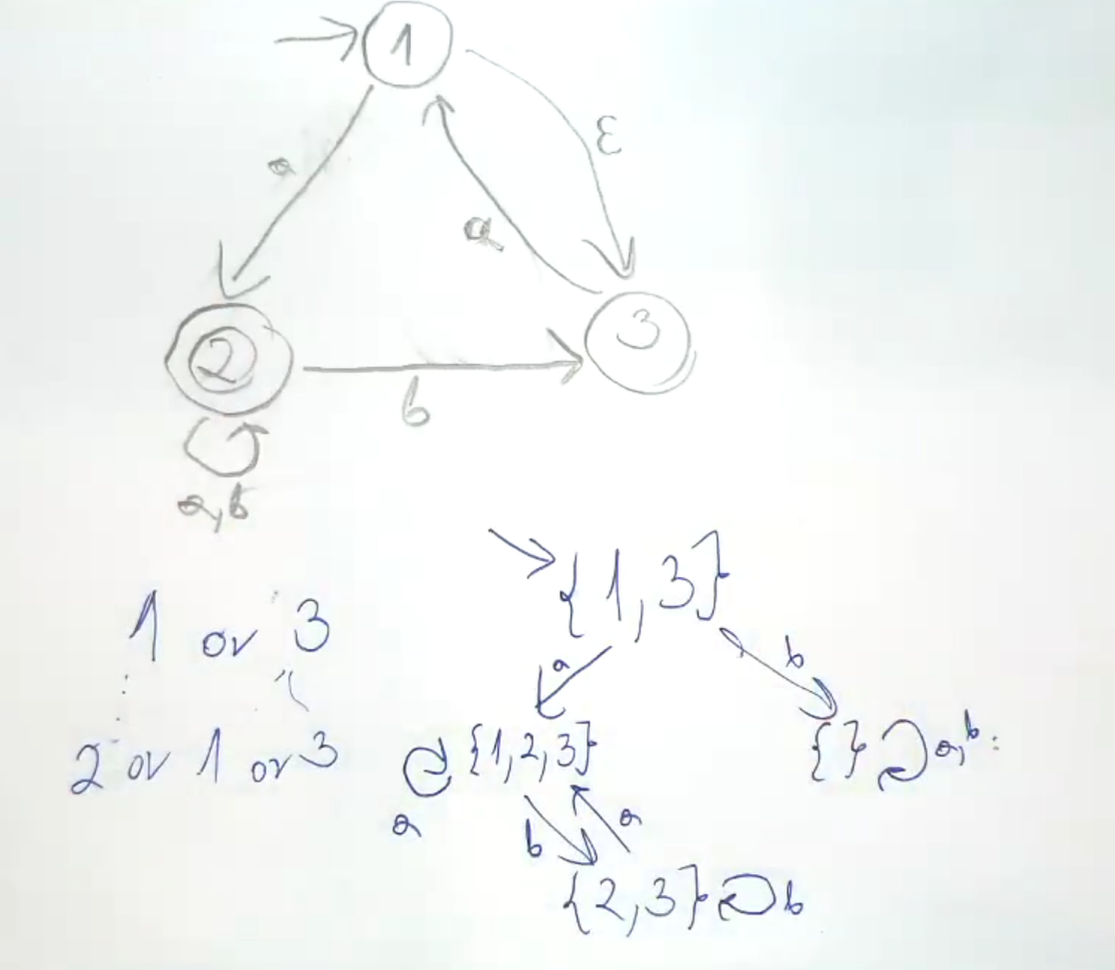 1
ε
a
a
2
3
b
a,b
{1,3}
1 or 3
a
b
2 or 1 or 3
{1,2,3}
{}
a,b
a
b
a
{2,3}
b